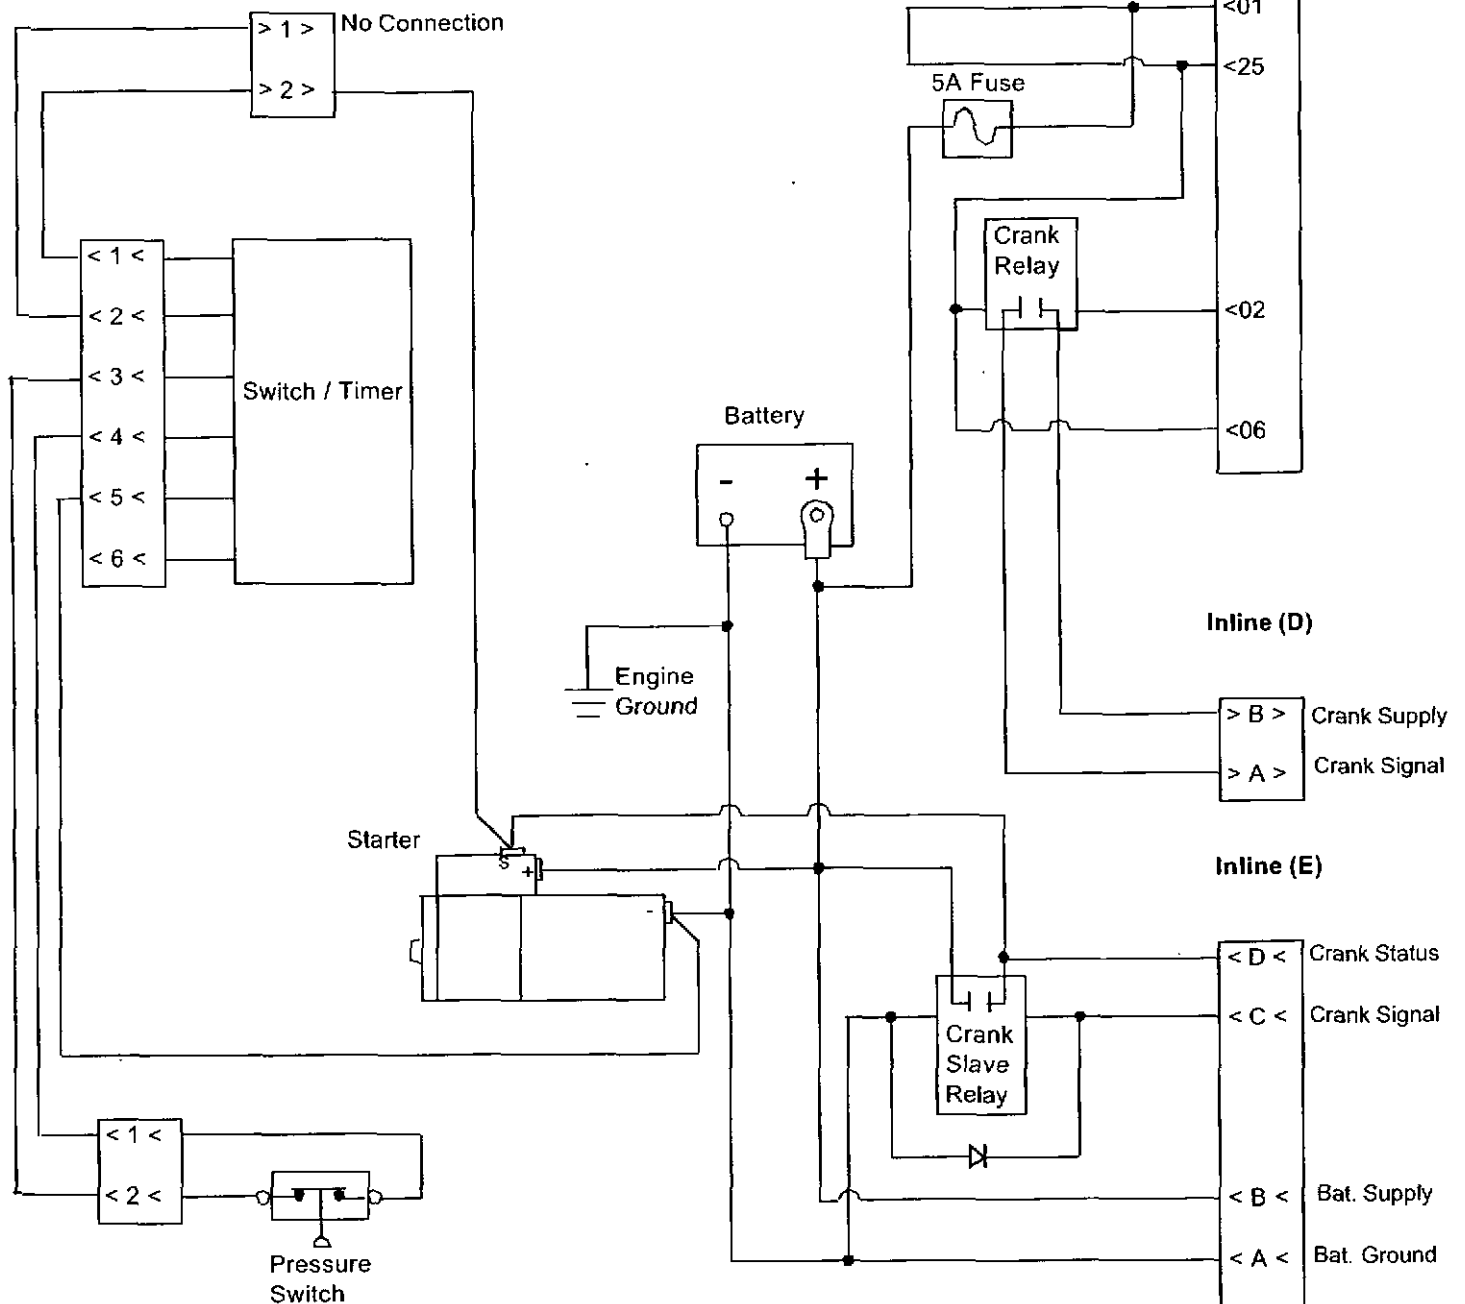 > 1 > No Connection
> 2 >
<01
<25
5A Fuse
Crank
Relay
<02
<06
< 1 <
< 2 <
< 3 <
< 4 <
< 5 <
< 6 <
Switch / Timer
Battery
- +
Engine
Ground
Inline (D)
> B > Crank Supply
> A > Crank Signal
Starter
S
+
-
Inline (E)
< D < Crank Status
< C < Crank Signal
Crank
Slave
Relay
< B < Bat. Supply
< A < Bat. Ground
< 1 <
< 2 <
Pressure
Switch